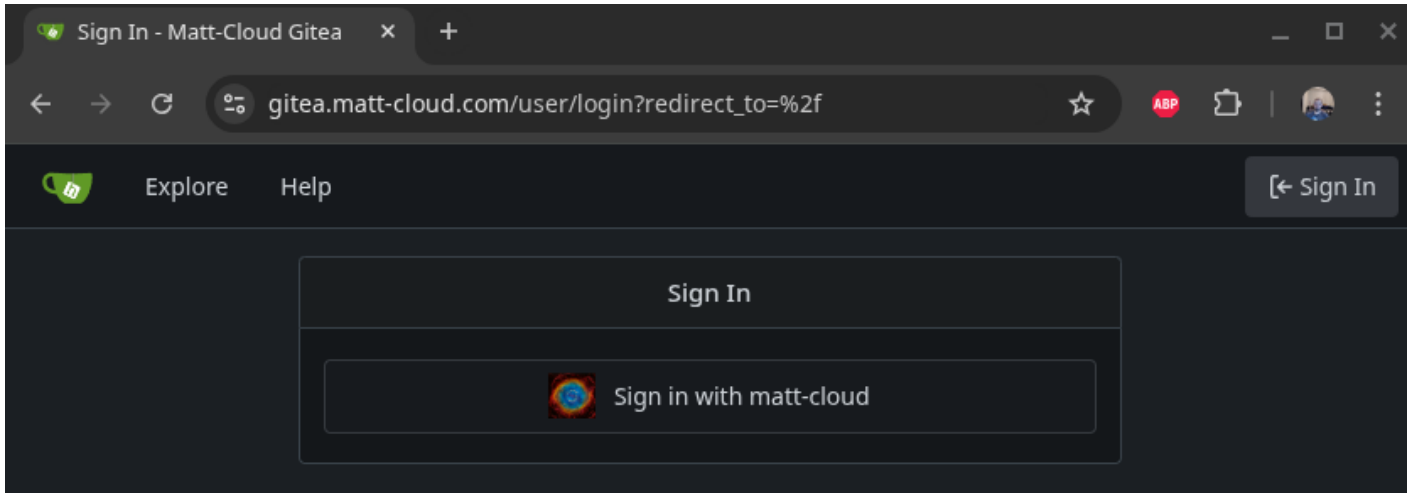 Sign In - Matt-Cloud Gitea
gitea.matt-cloud.com/user/login?redirect_to=%2f
ABP
Explore Help Sign In
Sign In
Sign in with matt-cloud